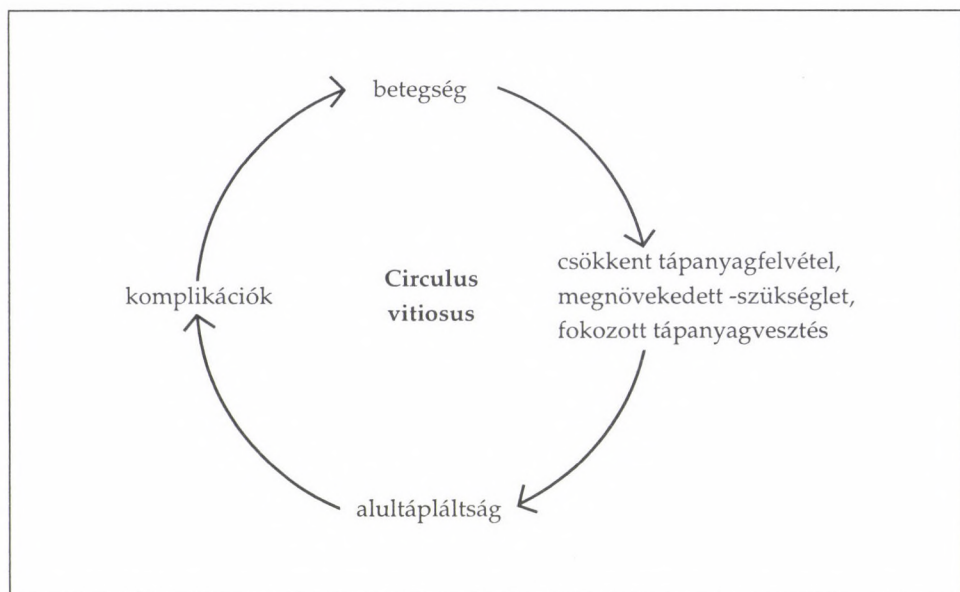 betegség
csökkent tápanyagfelvétel,
megnövekedett -szükséglet,
fokozott tápanyagvesztés
Circulus
vitiosus
komplikációk
alultápláltság